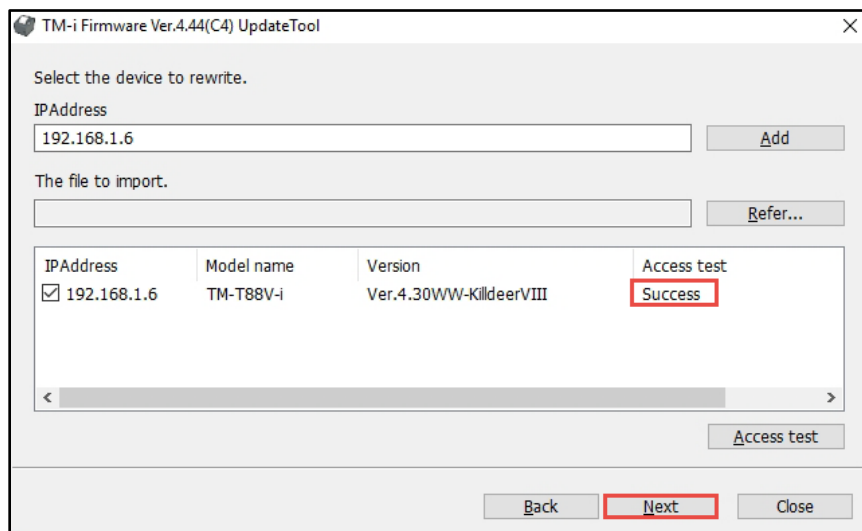 TM-i Firmware Ver.4.44(C4) UpdateTool
Select the device to rewrite.
IPAddress
192.168.1.6
Add
The file to import.
Refer...
IPAddress Model name Version Access test
192.168.1.6 TM-T88V-i Ver.4.30WW-KilldeerVIII Success
Access test
Back Next Close